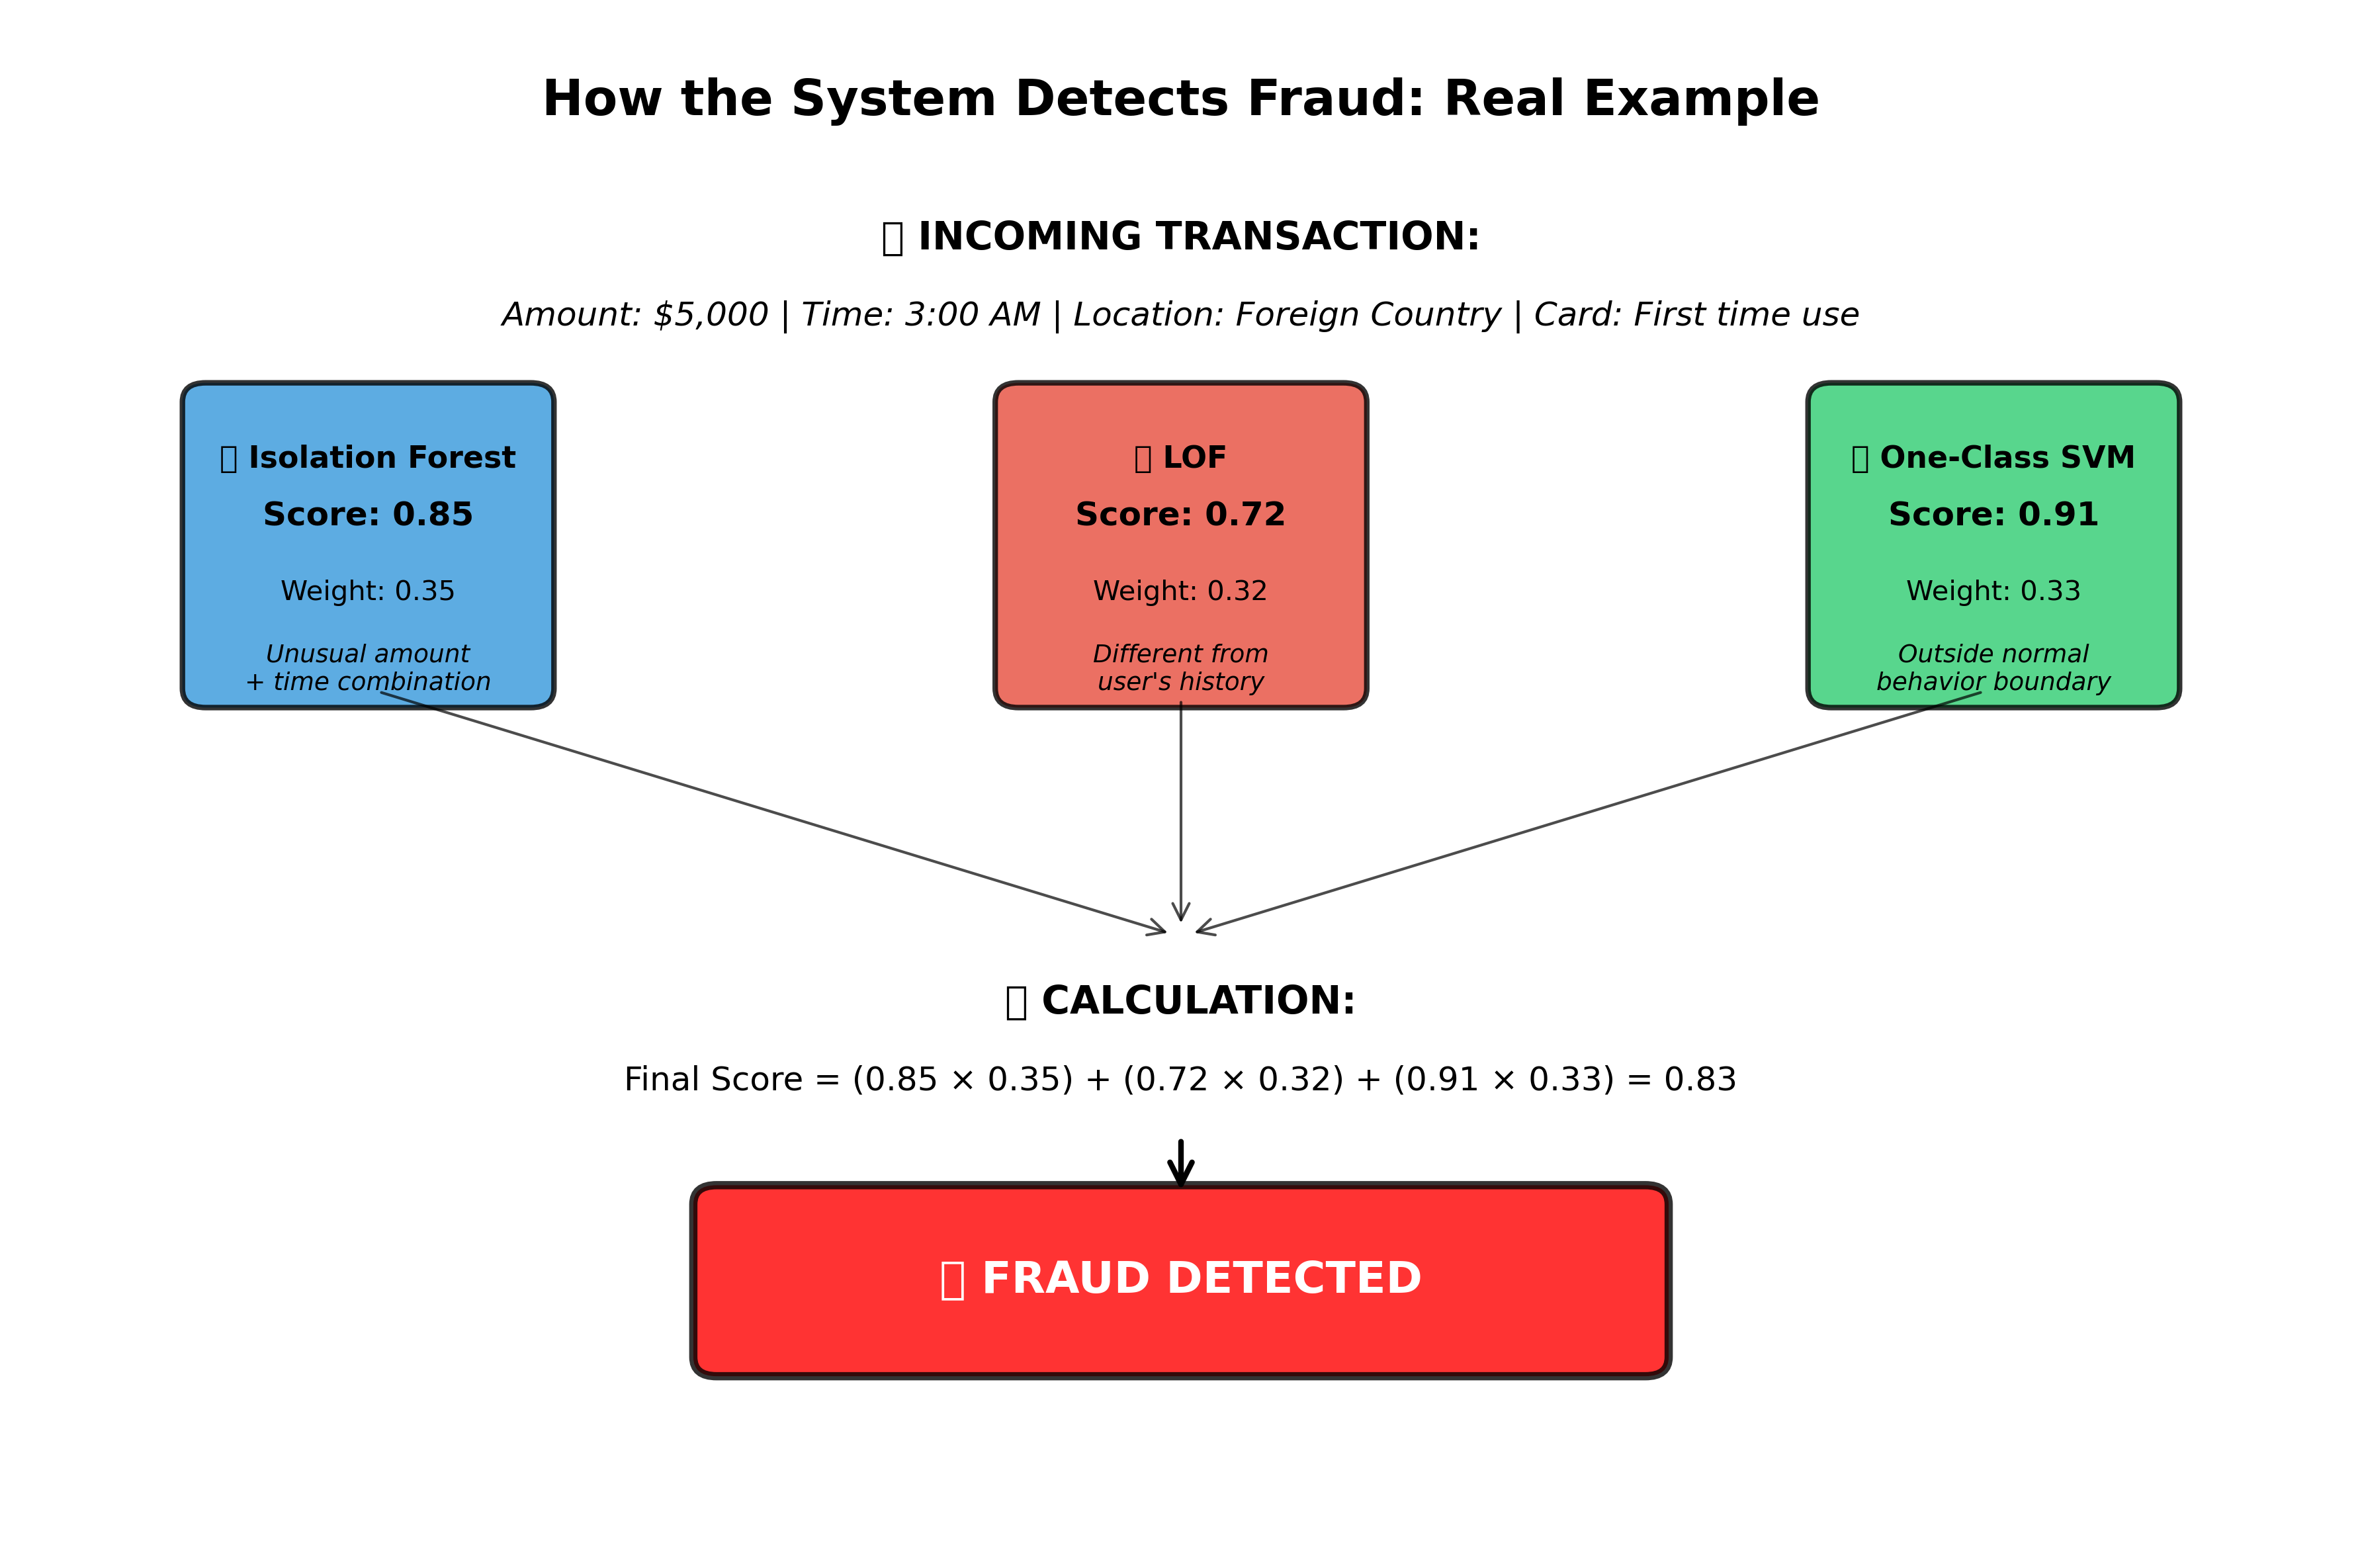 How the System Detects Fraud: Real Example
INCOMING TRANSACTION:
Amount: $5,000 | Time: 3:00 AM | Location: Foreign Country | Card: First time use
Isolation Forest
Score: 0.85
Weight: 0.35
Unusual amount
+ time combination
LOF
Score: 0.72
Weight: 0.32
Different from
user's history
One-Class SVM
Score: 0.91
Weight: 0.33
Outside normal
behavior boundary
CALCULATION:
Final Score = (0.85 × 0.35) + (0.72 × 0.32) + (0.91 × 0.33) = 0.83
FRAUD DETECTED